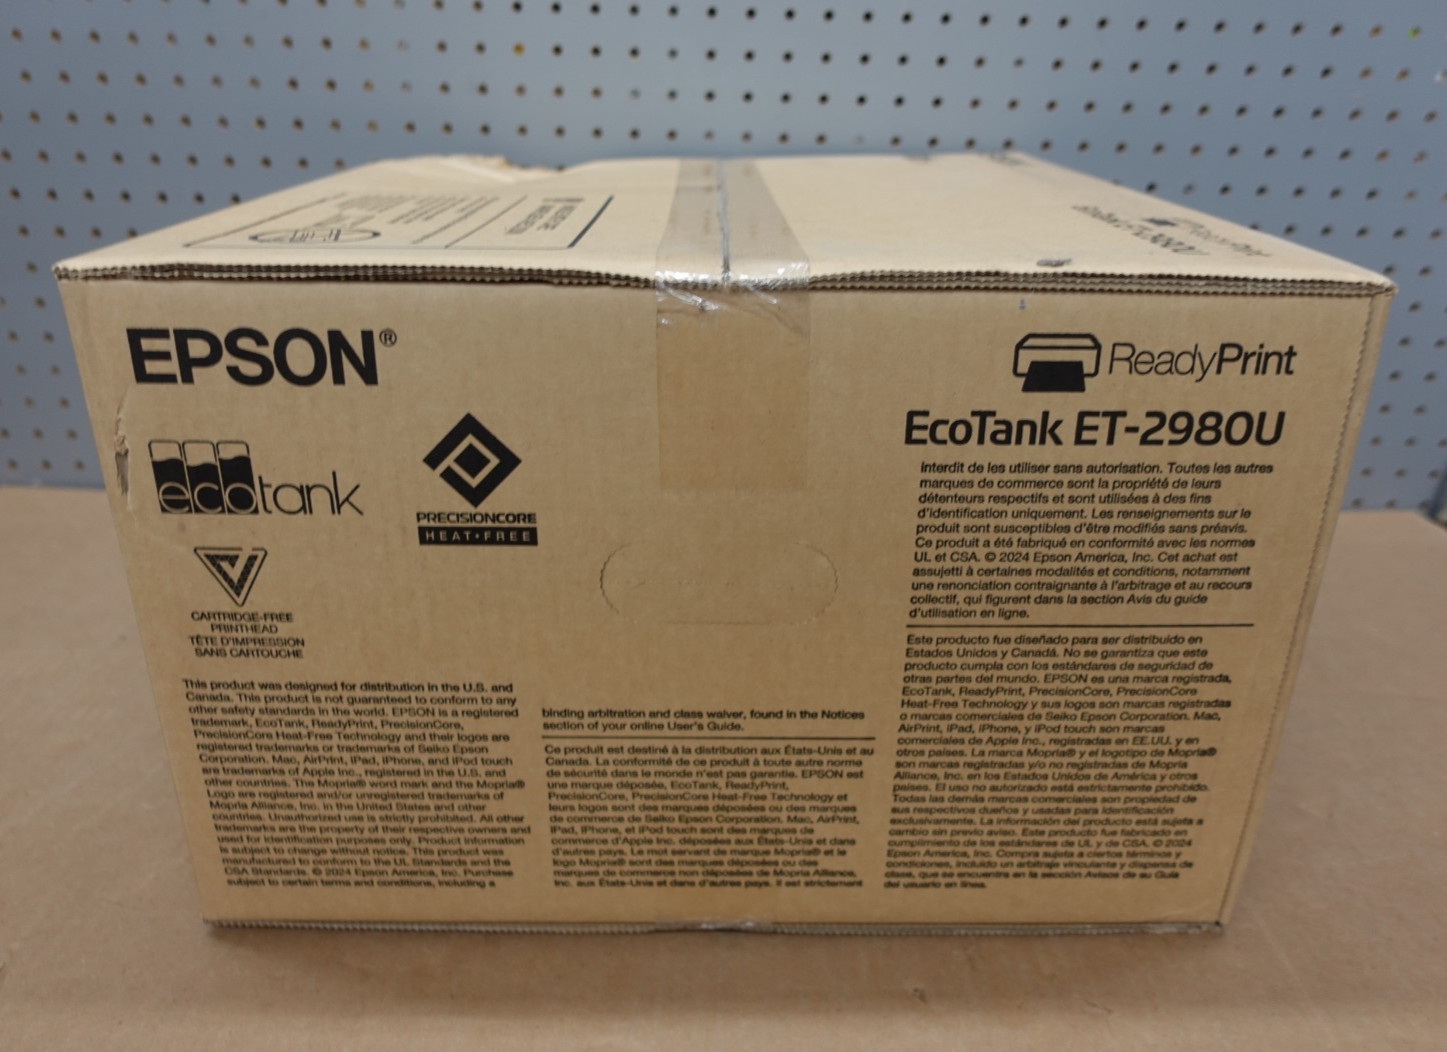 EPSON®
ecotank
PRECISIONCORE
HEAT•FREE
CARTRIDGE-FREE
PRINTHEAD
TÊTE D'IMPRESSION
SANS CARTOUCHE
This product was designed for distribution in the U.S. and
Canada. This product is not guaranteed to conform to any
other safety standards in the world. EPSON is a registered
trademark, EcoTank, ReadyPrint, PrecisionCore,
PrecisionCore Heat-Free Technology and their logos are
registered trademarks or trademarks of Seiko Epson
Corporation. Mac, AirPrint, iPad, iPhone, and iPod touch
are trademarks of Apple Inc., registered in the U.S. and
other countries. The Mopria® word mark and the Mopria®
Logo are registered and/or unregistered trademarks of
Mopria Alliance, Inc. in the United States and other
countries. Unauthorized use is strictly prohibited. All other
trademarks are the property of their respective owners and
used for identification purposes only. Product information
is subject to change without notice. This product was
manufactured to conform to the UL Standards and the
CSA Standards. © 2024 Epson America, Inc. Purchase
subject to certain terms and conditions, including a
binding arbitration and class waiver, found in the Notices
section of your online User's Guide.
Ce produit est destiné à la distribution aux États-Unis et au
Canada. La conformité de ce produit à toute autre norme
de sécurité dans le monde n'est pas garantie. EPSON est
une marque déposée, EcoTank, ReadyPrint,
PrecisionCore, PrecisionCore Heat-Free Technology et
leurs logos sont des marques déposées ou des marques
de commerce de Seiko Epson Corporation. Mac, AirPrint,
iPad, iPhone, et iPod touch sont des marques de
commerce d'Apple Inc. déposées aux États-Unis et dans
d'autres pays. Le mot servant de marque Mopria® et le
logo Mopria® sont des marques déposées ou des
marques de commerce non déposées de Mopria Alliance,
Inc. aux États-Unis et dans d'autres pays. Il est strictement
ReadyPrint
EcoTank ET-2980U
interdit de les utiliser sans autorisation. Toutes les autres
marques de commerce sont la propriété de leurs
détenteurs respectifs et sont utilisées à des fins
d'identification uniquement. Les renseignements sur le
produit sont susceptibles d'être modifiés sans préavis.
Ce produit a été fabriqué en conformité avec les normes
UL et CSA. © 2024 Epson America, Inc. Cet achat est
assujetti à certaines modalités et conditions, notamment
une renonciation contraignante à l'arbitrage et au recours
collectif, qui figurent dans la section Avis du guide
d'utilisation en ligne.
Este producto fue diseñado para ser distribuido en
Estados Unidos y Canadá. No se garantiza que este
producto cumpla con los estándares de seguridad de
otras partes del mundo. EPSON es una marca registrada,
EcoTank, ReadyPrint, PrecisionCore, PrecisionCore
Heat-Free Technology y sus logos son marcas registradas
o marcas comerciales de Seiko Epson Corporation. Mac,
AirPrint, iPad, iPhone, y iPod touch son marcas
comerciales de Apple Inc., registradas en EE.UU. y en
otros países. La marca Mopria® y el logotipo de Mopria®
son marcas registradas y/o no registradas de Mopria
Alliance, Inc. en los Estados Unidos de América y otros
países. El uso no autorizado está estrictamente prohibido.
Todas las demás marcas comerciales son propiedad de
sus respectivos dueños y usadas para identificación
exclusivamente. La información del producto está sujeta a
cambio sin previo aviso. Este producto fue fabricado en
cumplimiento de los estándares de UL y de CSA. © 2024
Epson America, Inc. Compra sujeta a ciertos términos y
condiciones, incluido un arbitraje vinculante y dispensa de
clase, que se encuentra en la sección Avisos de su Guía
del usuario en línea.